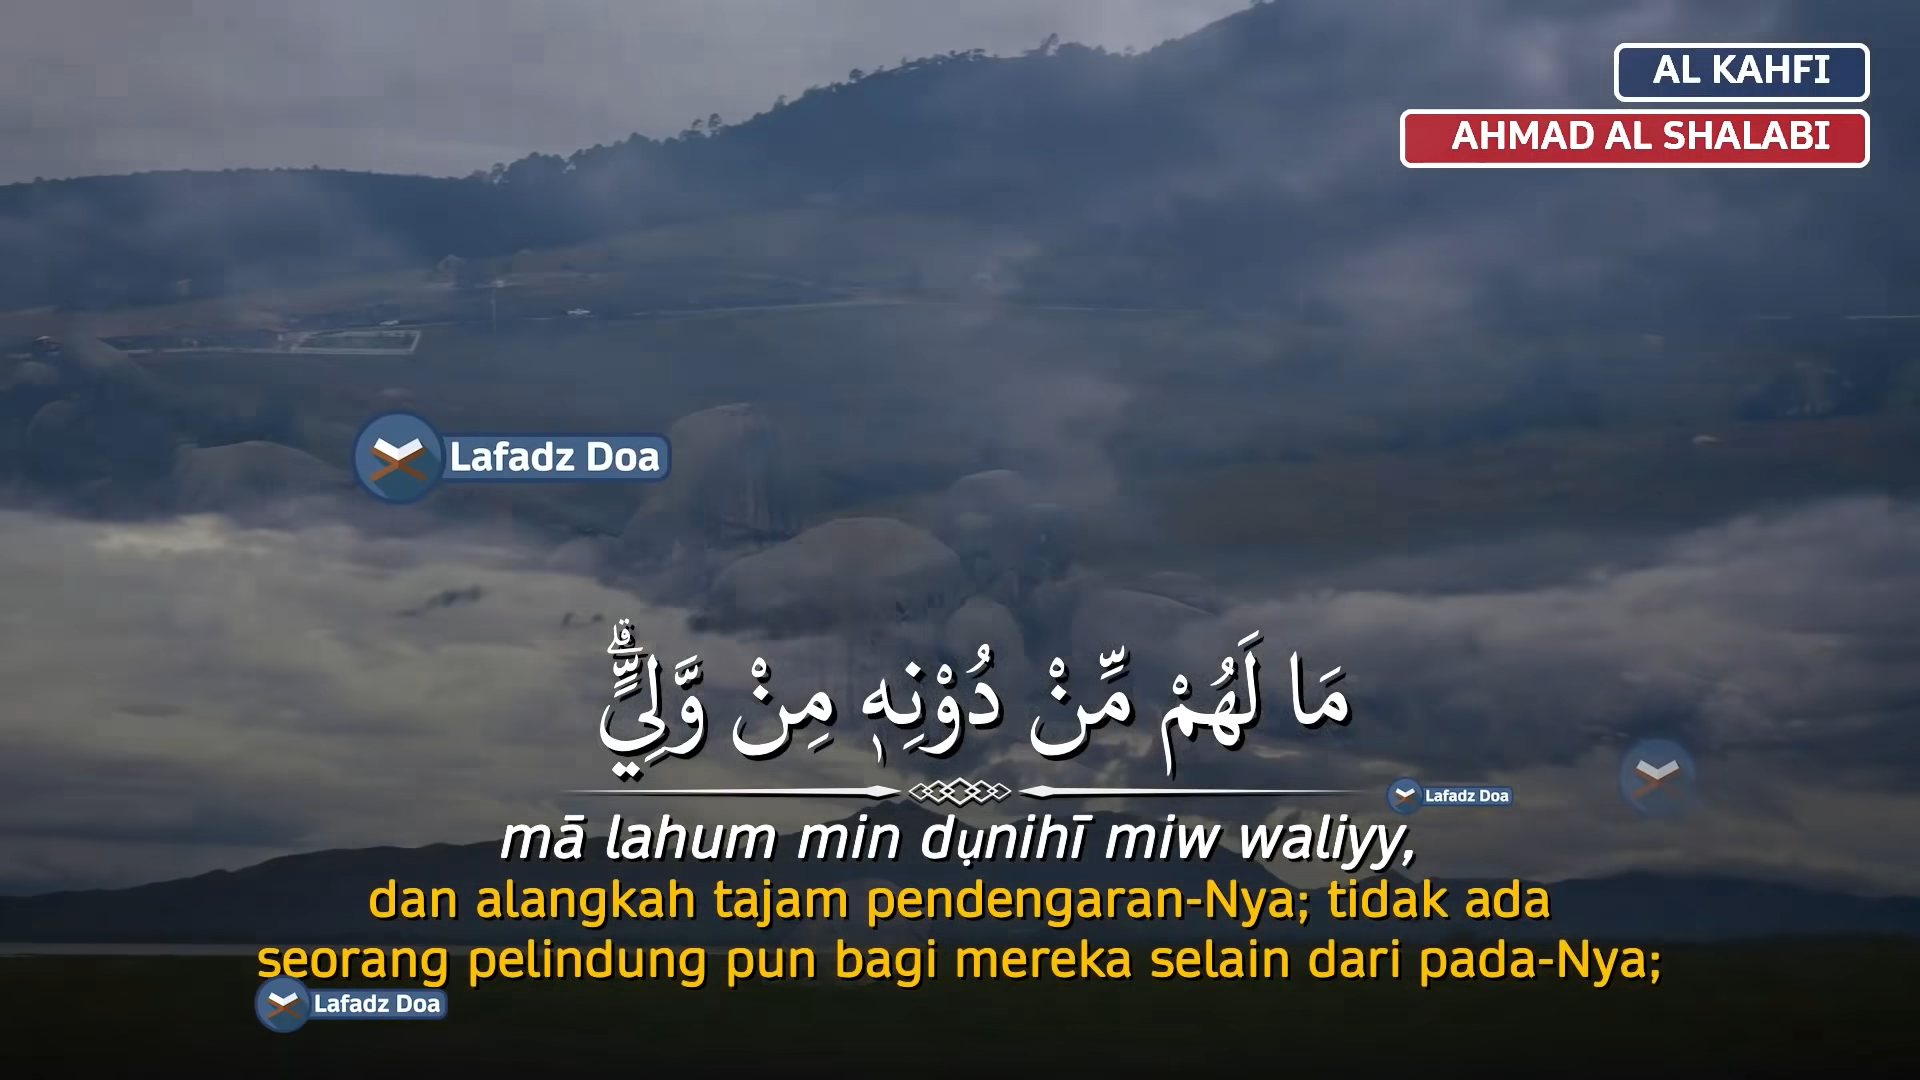 AL KAHFI
AHMAD AL SHALABI
Lafadz Doa
مَا لَهُمْ مِّنْ دُوْنِهٖ مِنْ وَّلِيٍّۗ
Lafadz Doa
mā lahum min dụnihī miw waliyy,
dan alangkah tajam pendengaran-Nya; tidak ada
seorang pelindung pun bagi mereka selain dari pada-Nya;
Lafadz Doa